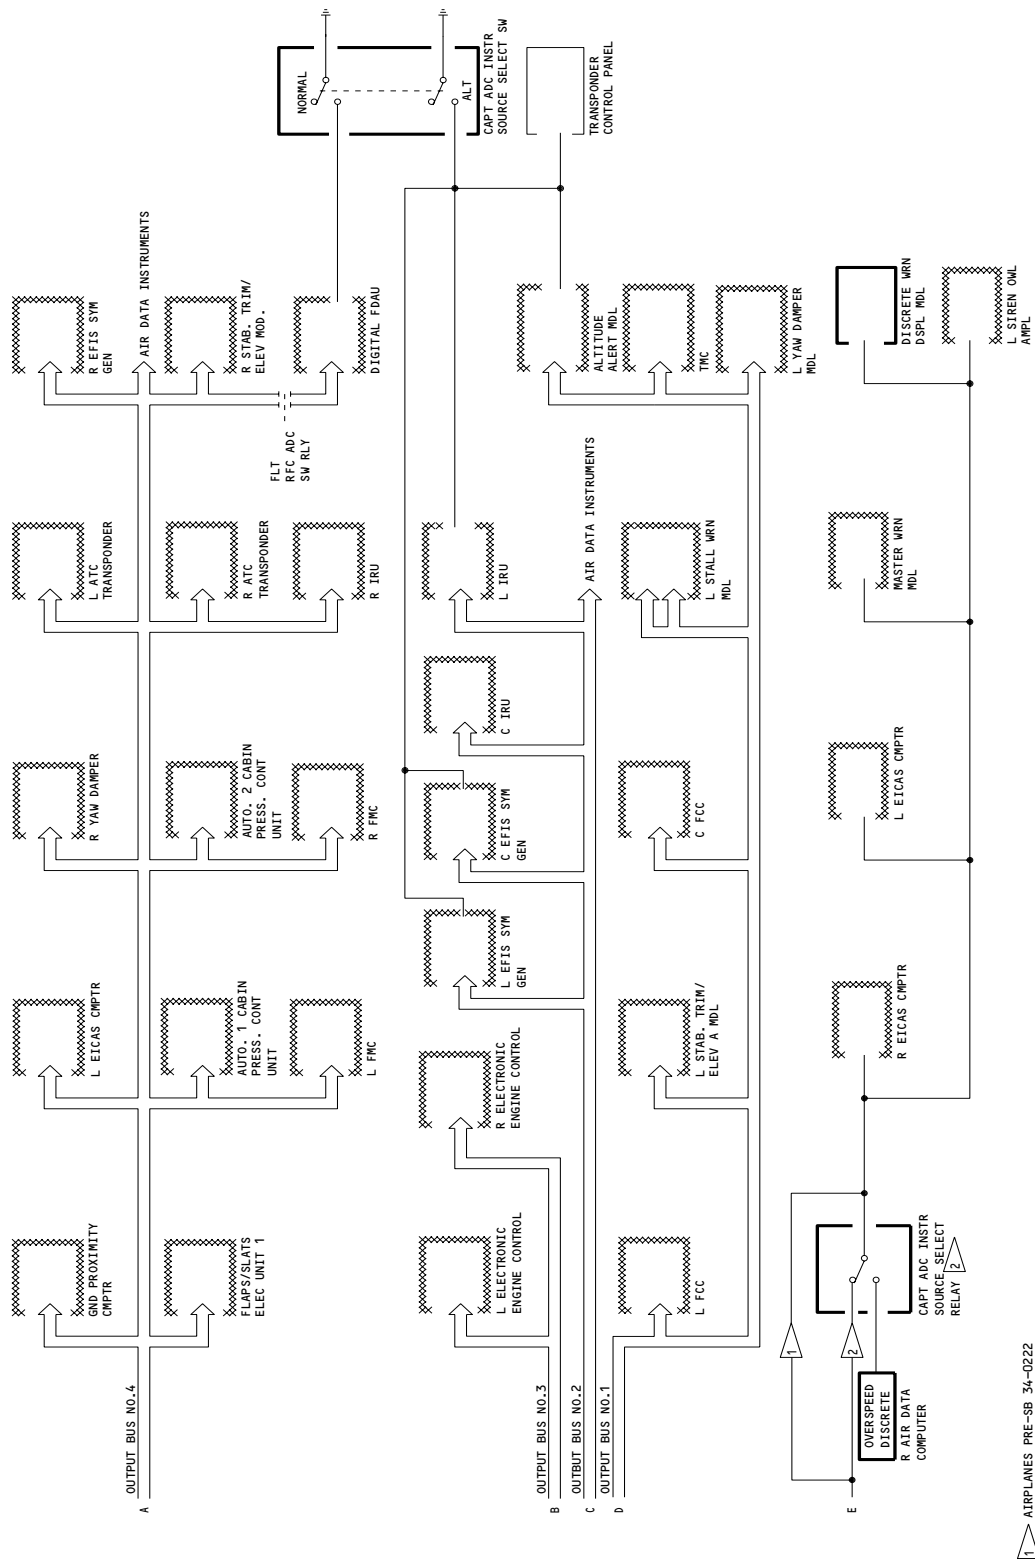 OUTPUT BUS NO.4
A
GND PROXIMITY
CMPTR
FLAPS/SLATS
ELEC UNIT 1
L EICAS CMPTR
AUTO. 1 CABIN
PRESS. CONT
UNIT
L FMC
R YAW DAMPER
AUTO. 2 CABIN
PRESS. CONT
UNIT
R FMC
L ATC
TRANSPONDER
R ATC
TRANSPONDER
R IRU
R EFIS SYM
GEN
AIR DATA INSTRUMENTS
R STAB. TRIM/
ELEV MOD.
DIGITAL FDAU
FLT
RFC ADC
SW RLY
NORMAL
ALT
CAPT ADC INSTR
SOURCE SELECT SW
TRANSPONDER
CONTROL PANEL
OUTPUT BUS NO.3
B
L ELECTRONIC
ENGINE CONTROL
R ELECTRONIC
ENGINE CONTROL
OUTBUT BUS NO.2
C
L EFIS SYM
GEN
C EFIS SYM
GEN
C IRU
L IRU
AIR DATA INSTRUMENTS
OUTPUT BUS NO.1
D
L FCC
L STAB. TRIM/
ELEV A MDL
C FCC
L STALL WRN
MDL
ALTITUDE
ALERT MDL
TMC
L YAW DAMPER
MDL
E
1
2
OVERSPEED
DISCRETE
R AIR DATA
COMPUTER
CAPT ADC INSTR
SOURCE SELECT
RELAY 2
R EICAS CMPTR
L EICAS CMPTR
MASTER WRN
MDL
DISCRETE WRN
DSPL MDL
L SIREN OWL
AMPL
1 AIRPLANES PRE-SB 34-0222